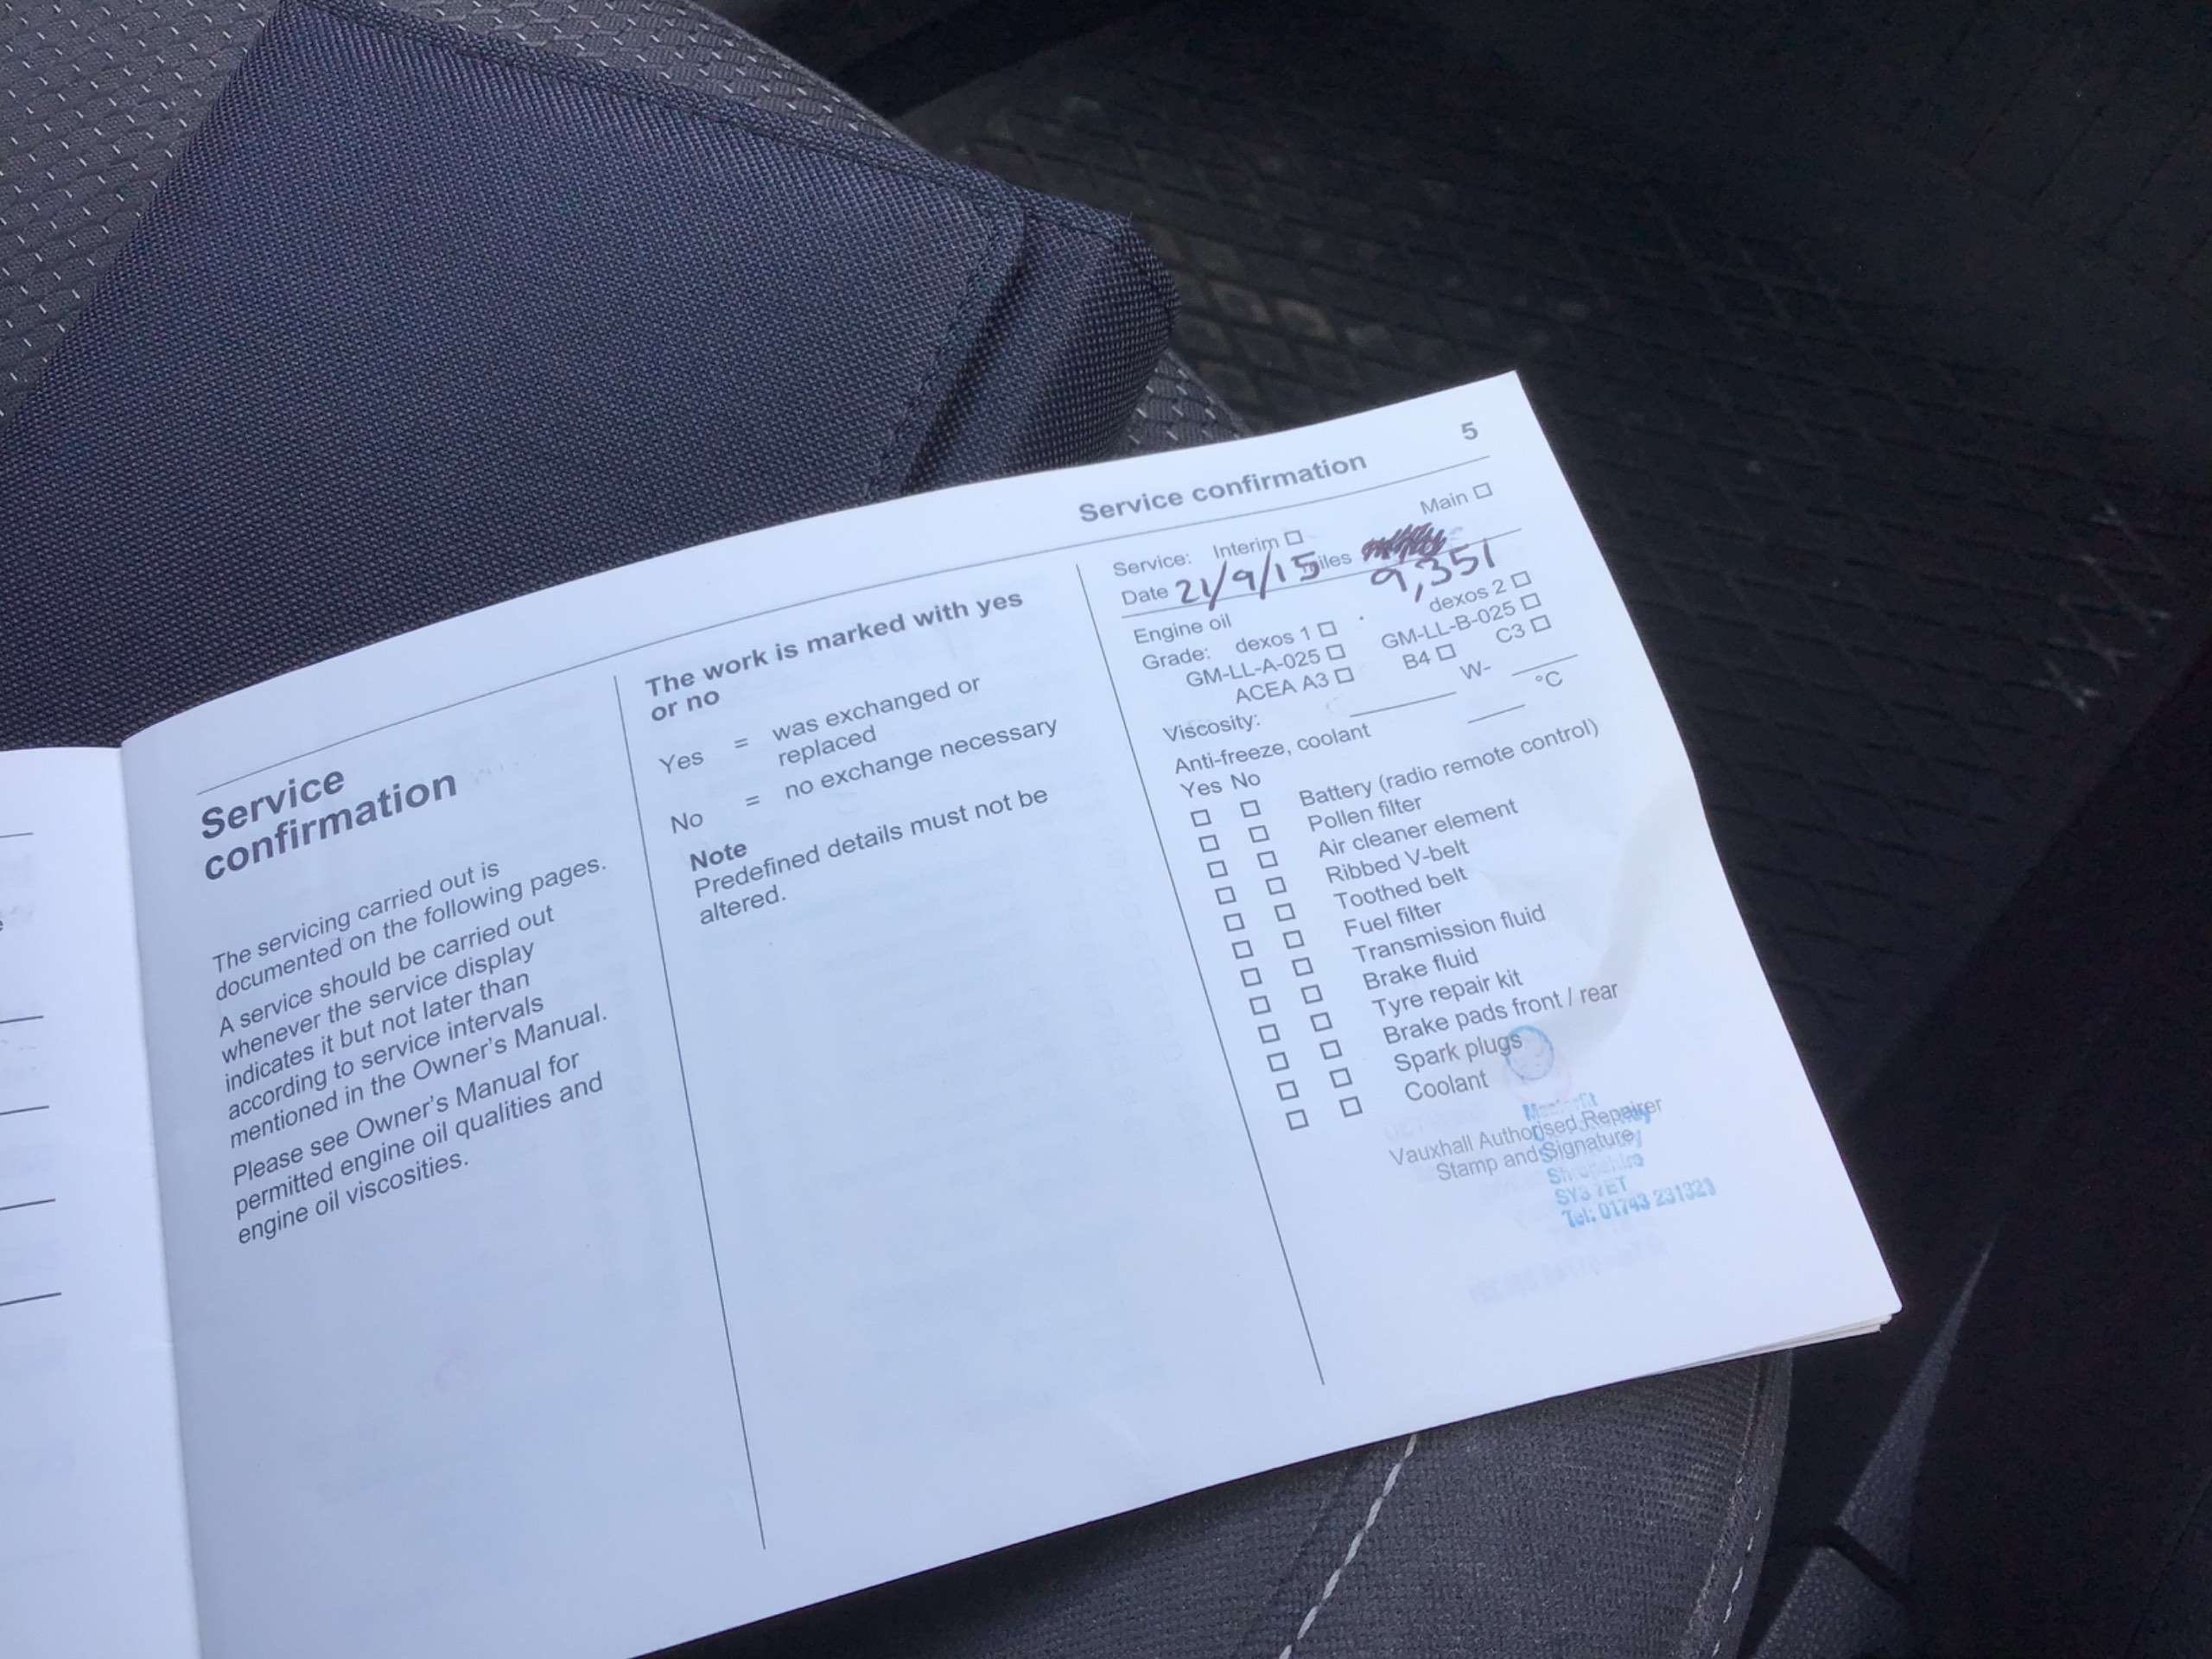 Service confirmation 5
Service
confirmation
The servicing carried out is
documented on the following pages.
A service should be carried out
whenever the service display
indicates it but not later than
according to service intervals
mentioned in the Owner's Manual.
Please see Owner's Manual for
permitted engine oil qualities and
engine oil viscosities.
The work is marked with yes
or no
Yes = was exchanged or
replaced
No = no exchange necessary
Note
Predefined details must not be
altered.
Service: Interim ☐ Main ☐
Date 21/9/15 miles 9,351
Engine oil
Grade: dexos 1 ☐ dexos 2 ☐
GM-LL-A-025 ☐ GM-LL-B-025 ☐
ACEA A3 ☐ B4 ☐ C3 ☐
Viscosity: W-
Anti-freeze, coolant °C
Yes No
☐ ☐ Battery (radio remote control)
☐ ☐ Pollen filter
☐ ☐ Air cleaner element
☐ ☐ Ribbed V-belt
☐ ☐ Toothed belt
☐ ☐ Fuel filter
☐ ☐ Transmission fluid
☐ ☐ Brake fluid
☐ ☐ Tyre repair kit
☐ ☐ Brake pads front / rear
☐ ☐ Spark plugs
☐ ☐ Coolant
Vauxhall Authorised Repairer
Stamp and Signature
Shropshire
SY3 7ET
Tel: 01743 231321